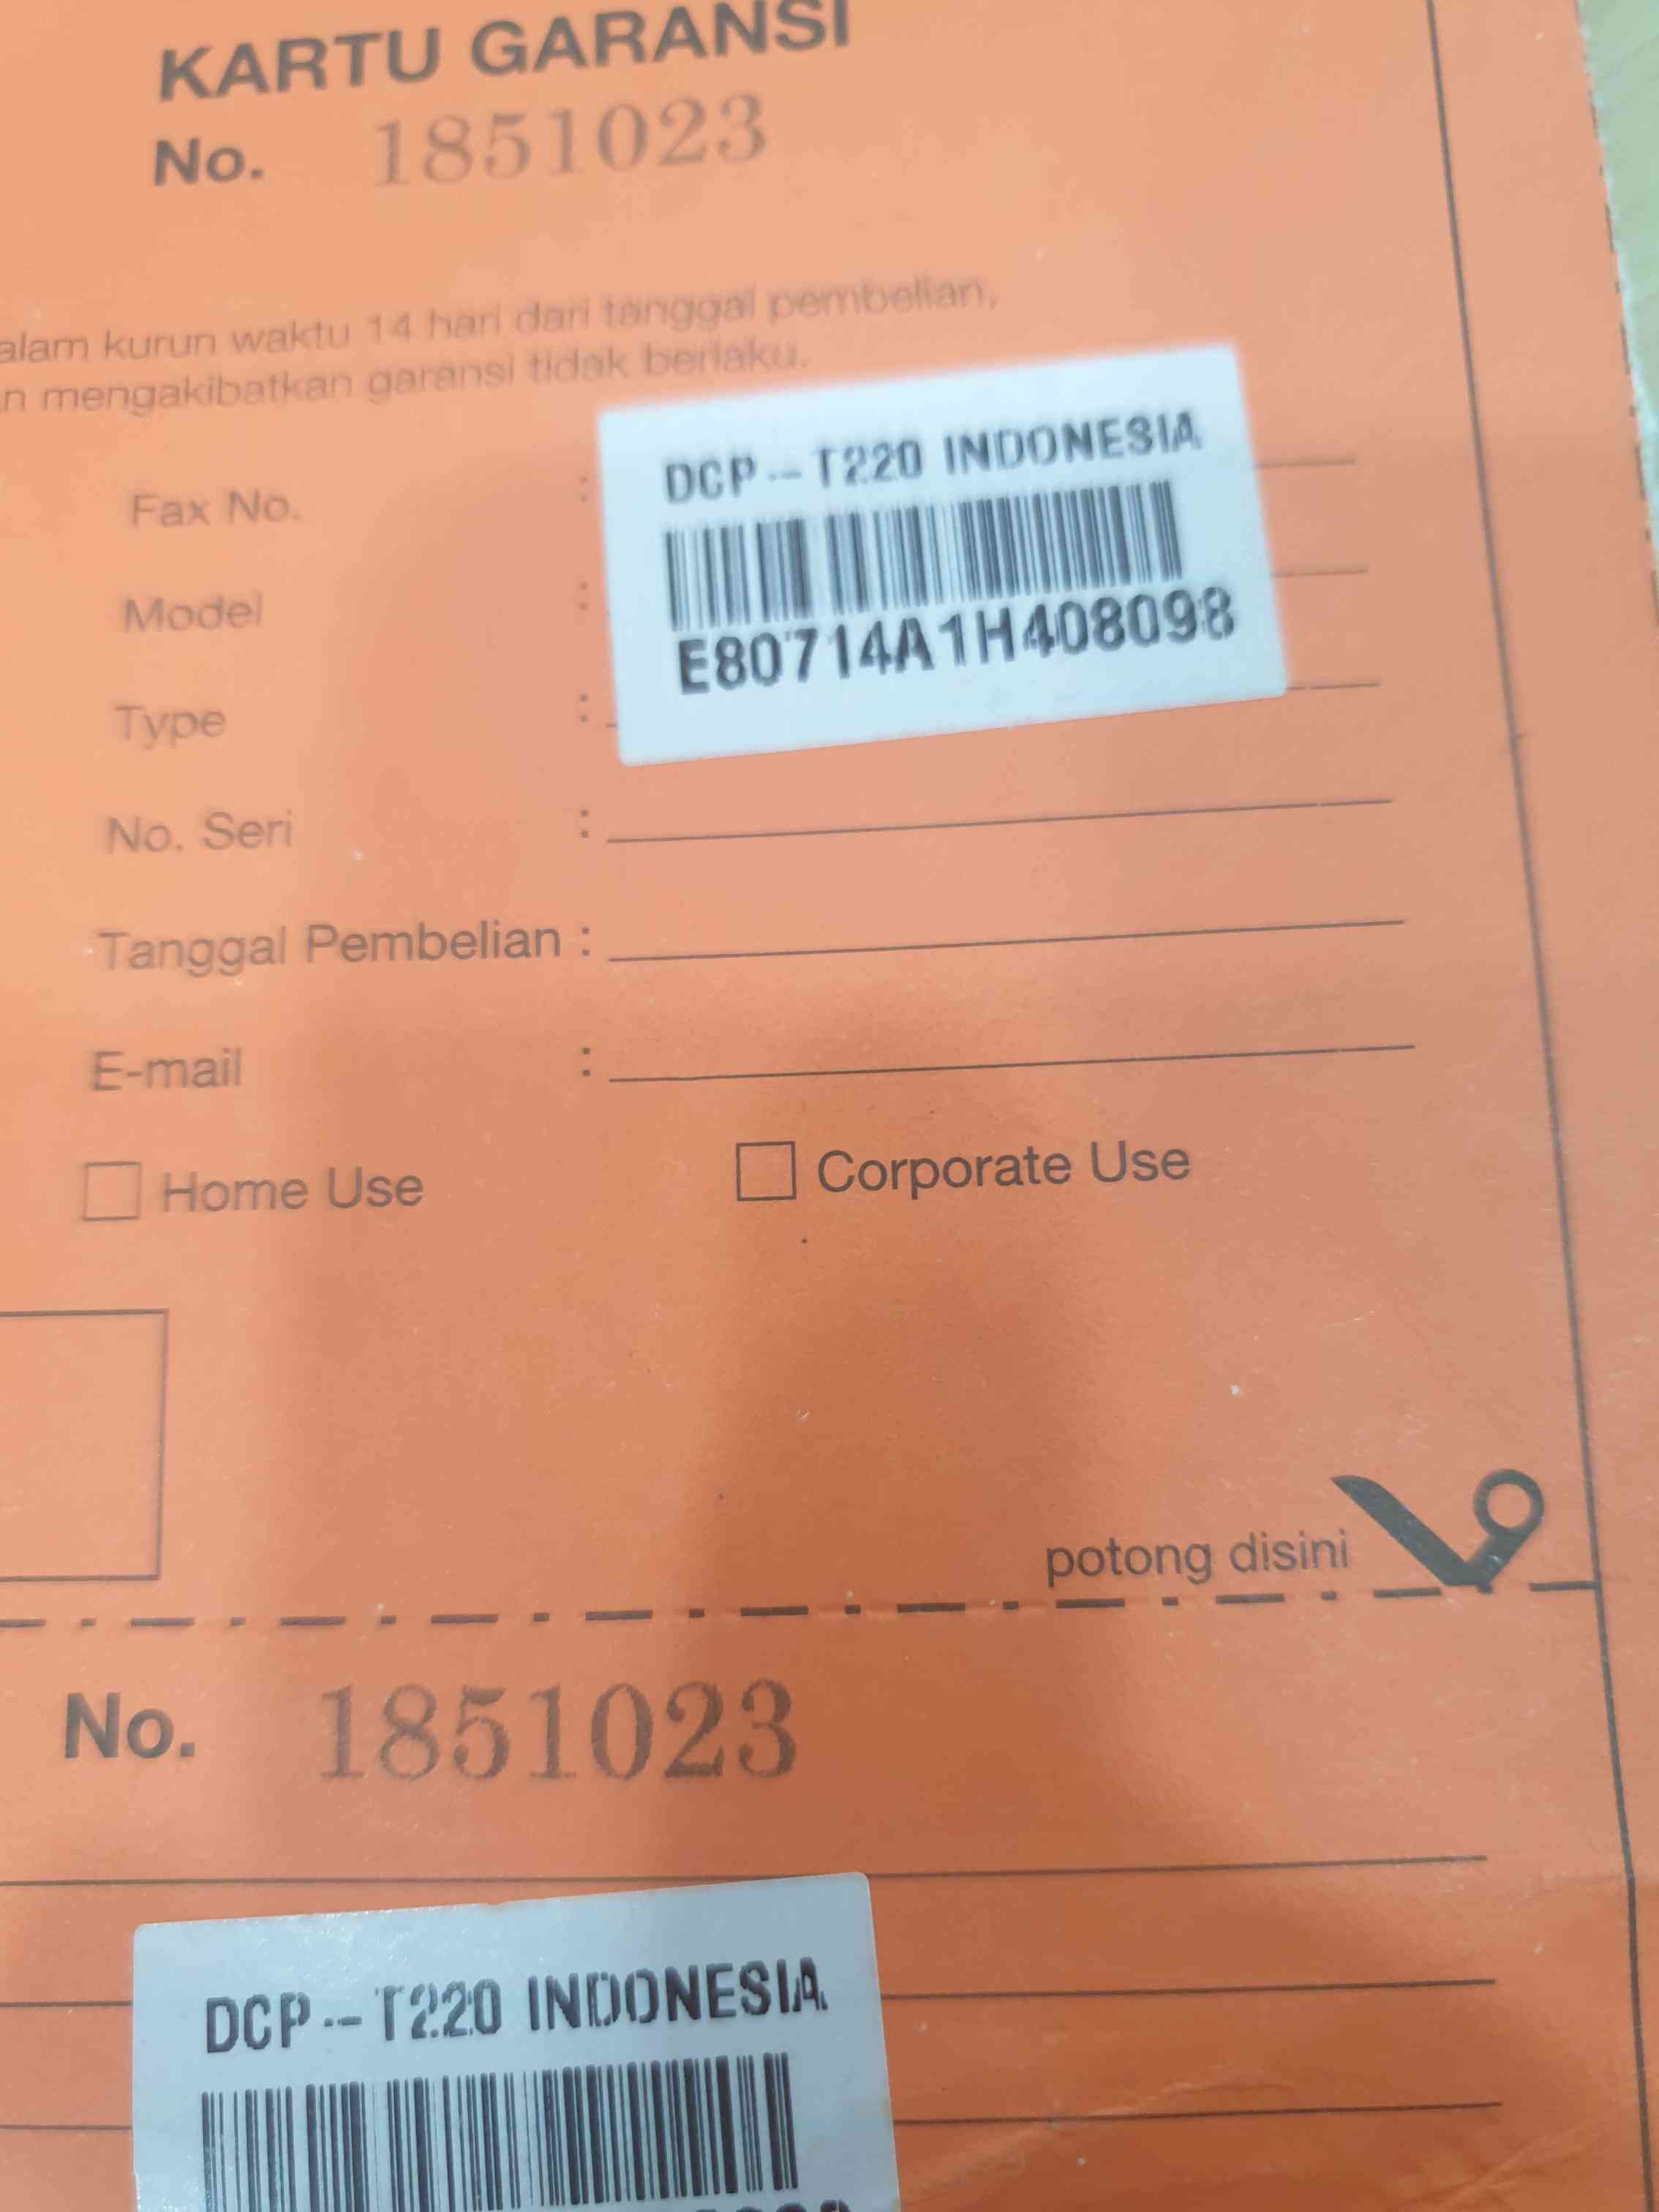 KARTU GARANSI
No. 1851023
alam kurun waktu 14 hari dari tanggal pembelian,
n mengakibatkan garansi tidak berlaku.
DCP-T220 INDONESIA
Fax No. :
Model :
E80714A1H408098
Type :
No. Seri :
Tanggal Pembelian :
E-mail :
Home Use
Corporate Use
potong disini
No. 1851023
DCP-T220 INDONESIA